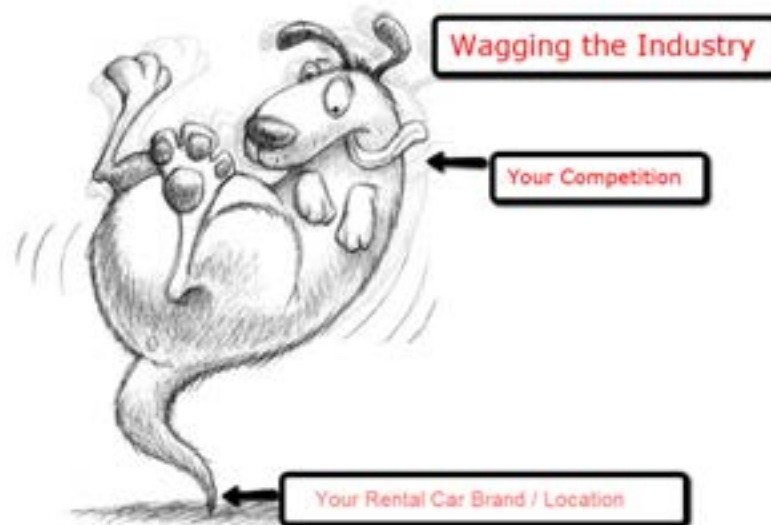 Wagging the Industry
Your Competition
Your Rental Car Brand / Location